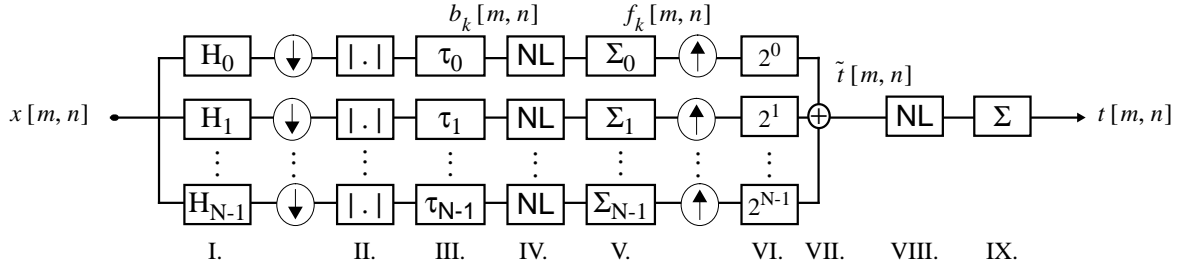 b_k [m, n] f_k [m, n]
H_0 ↓ | . | τ_0 NL Σ_0 ↑ 2^0
t̃ [m, n]
x [m, n] H_1 ↓ | . | τ_1 NL Σ_1 ↑ 2^1 + NL Σ t [m, n]
⋮ ⋮ ⋮ ⋮ ⋮ ⋮ ⋮ ⋮
H_N-1 ↓ | . | τ_N-1 NL Σ_N-1 ↑ 2^N-1
I. II. III. IV. V. VI. VII. VIII. IX.